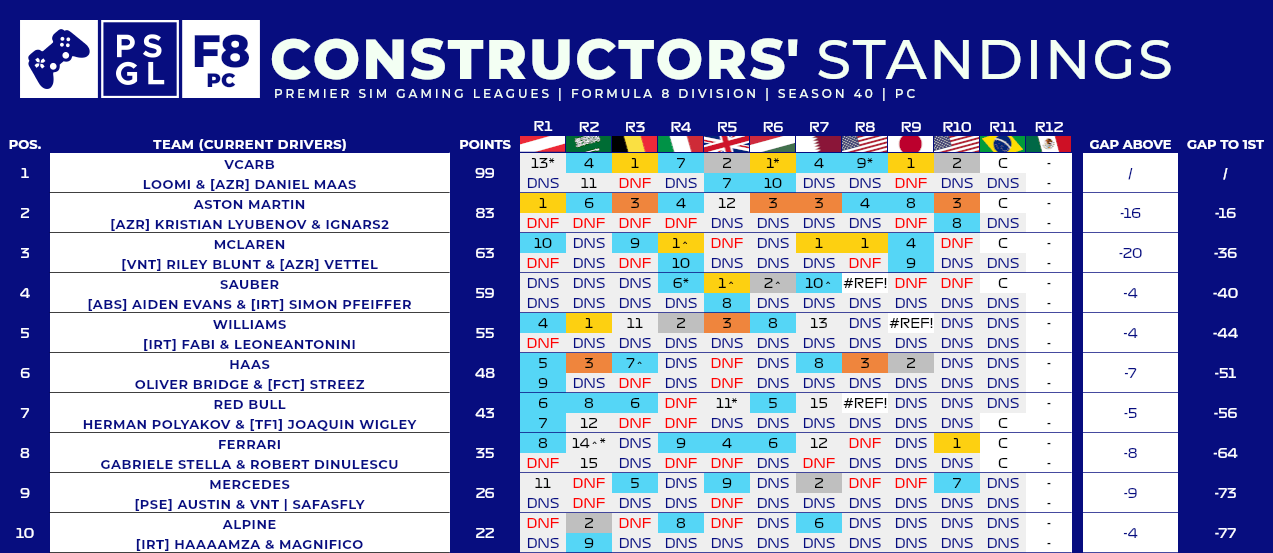 PS
GL
F8
PC
CONSTRUCTORS' STANDINGS
PREMIER SIM GAMING LEAGUES | FORMULA 8 DIVISION | SEASON 40 | PC
R1 R2 R3 R4 R5 R6 R7 R8 R9 R10 R11 R12
POS. TEAM (CURRENT DRIVERS) POINTS GAP ABOVE GAP TO 1ST
VCARB 13* 4 1 7 2 1* 4 9* 1 2 C -
1 99 / /
LOOMI & [AZR] DANIEL MAAS DNS 11 DNF DNS 7 10 DNS DNS DNF DNS DNS -
ASTON MARTIN 1 6 3 4 12 3 3 4 8 3 C -
2 83 -16 -16
[AZR] KRISTIAN LYUBENOV & IGNARS2 DNF DNF DNF DNF DNS DNS DNS DNS DNS 8 DNS -
MCLAREN 10 DNS 9 1^ DNF DNS 1 1 4 DNF C -
3 63 -20 -36
[VNT] RILEY BLUNT & [AZR] VETTEL DNF DNS DNF 10 DNS DNS DNS DNF 9 DNS DNS -
SAUBER DNS DNS DNS 6* 1^ 2^ 10^ #REF! DNF DNF C -
4 59 -4 -40
[ABS] AIDEN EVANS & [IRT] SIMON PFEIFFER DNS DNS DNS DNS 8 DNS DNS DNS DNS DNS DNS -
WILLIAMS 4 1 11 2 3 8 13 DNS #REF! DNS DNS -
5 55 -4 -44
[IRT] FABI & LEONEANTONINI DNF DNS DNS DNS DNS DNS DNS DNS DNS DNS DNS -
HAAS 5 3 7^ DNS DNF DNS 8 3 2 DNS DNS -
6 48 -7 -51
OLIVER BRIDGE & [FCT] STREEZ 9 DNS DNF DNS DNF DNS DNS DNS DNS DNS DNS -
RED BULL 6 8 6 DNF 11* 5 15 #REF! DNS DNS DNS -
7 43 -5 -56
HERMAN POLYAKOV & [TF1] JOAQUIN WIGLEY 7 12 DNF DNF DNS DNS DNF DNS DNS DNS C -
FERRARI 8 14^* DNS 9 4 6 12 DNF DNS 1 C -
8 35 -8 -64
GABRIELE STELLA & ROBERT DINULESCU DNF 15 DNS DNF DNF DNS DNF DNS DNS DNS C -
MERCEDES 11 DNF 5 DNS 9 DNS 2 DNF DNF 7 DNS -
9 26 -9 -73
[PSE] AUSTIN & VNT | SAFASFLY DNS DNF DNS DNS DNF DNS DNS DNS DNS DNS DNS -
ALPINE DNF 2 DNF 8 DNF DNS 6 DNS DNS DNS DNS -
10 22 -4 -77
[IRT] HAAAAMZA & MAGNIFICO DNS 9 DNS DNS DNS DNS DNS DNS DNS DNS DNS -